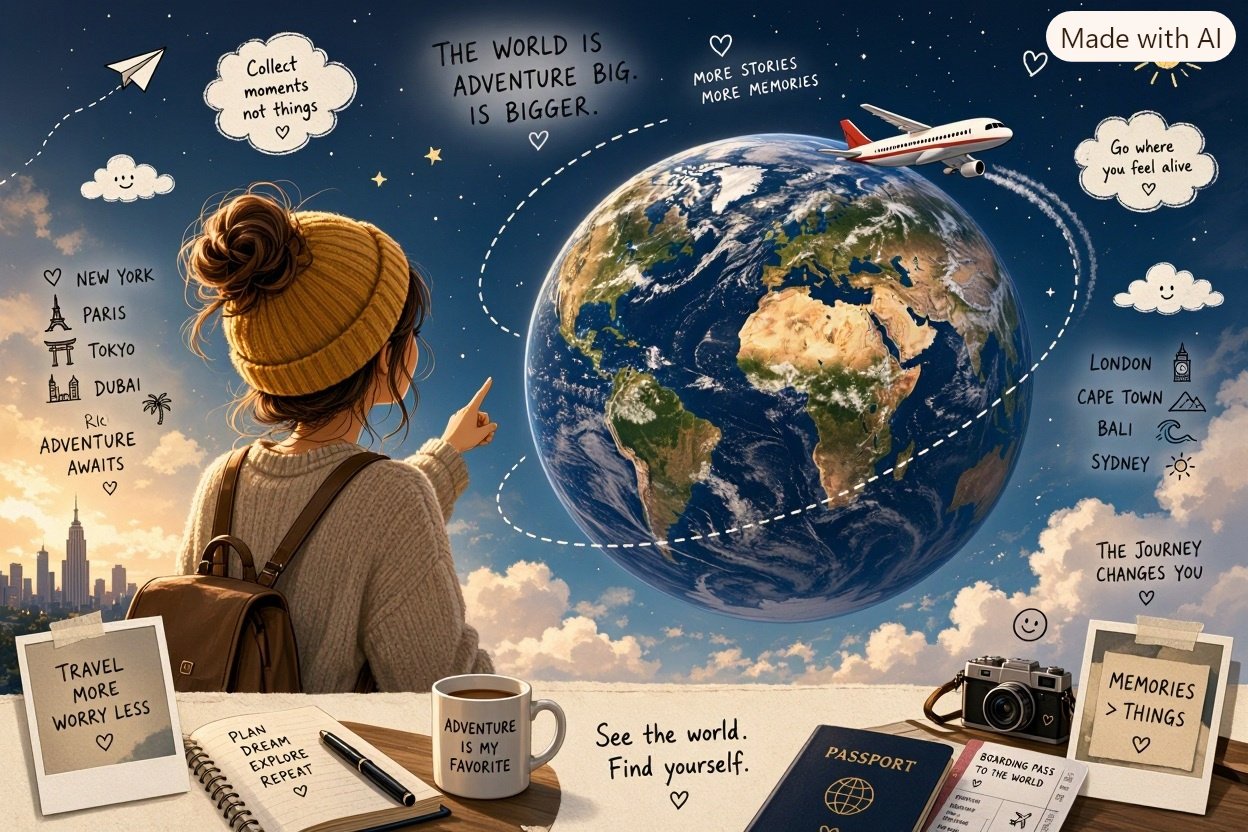 Made with AI
Collect
moments
not things
THE WORLD IS
ADVENTURE BIG.
IS BIGGER.
MORE STORIES
MORE MEMORIES
Go where
you feel alive
NEW YORK
PARIS
TOKYO
DUBAI
ADVENTURE
AWAITS
LONDON
CAPE TOWN
BALI
SYDNEY
THE JOURNEY
CHANGES YOU
TRAVEL
MORE
WORRY LESS
PLAN
DREAM
EXPLORE
REPEAT
ADVENTURE
IS MY
FAVORITE
See the world.
Find yourself.
PASSPORT
BOARDING PASS
TO THE WORLD
MEMORIES
> THINGS